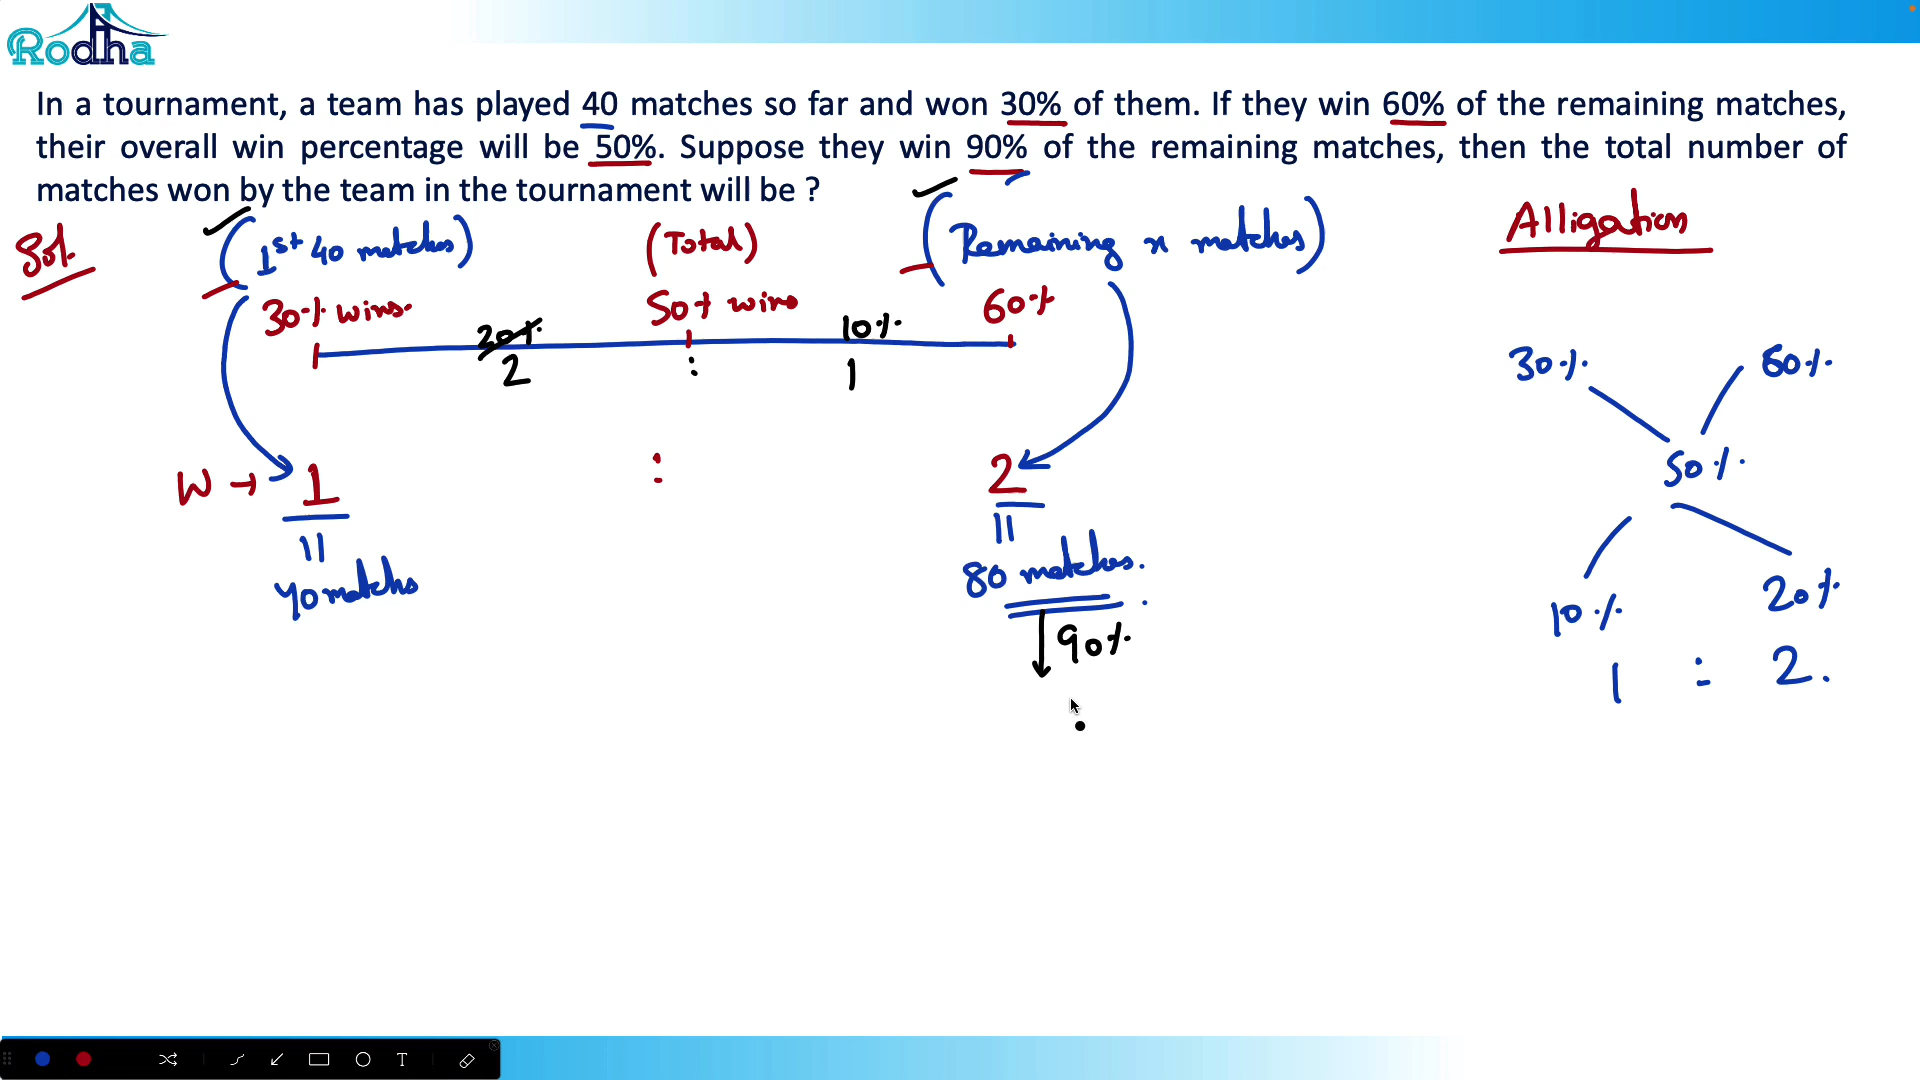 Rodha
In a tournament, a team has played 40 matches so far and won 30% of them. If they win 60% of the remaining matches,
their overall win percentage will be 50%. Suppose they win 90% of the remaining matches, then the total number of
matches won by the team in the tournament will be ?
Sol. (1st 40 matches) (Total) (Remaining n matches) Alligation
30% wins. 50% wins 60%
20% 10%
2 : 1
30% 60%
50%
W → 1 : 2
40 matchs 80 matches.
10% 20%
90%
1 : 2.
T